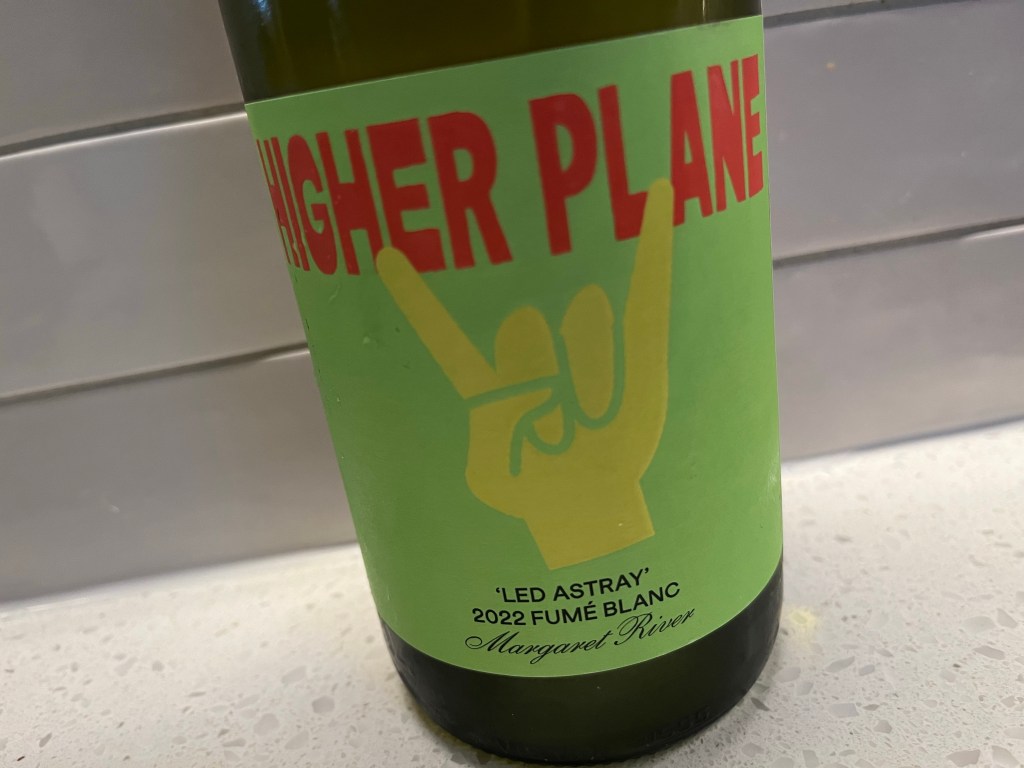 HIGHER PLANE
‘LED ASTRAY’
2022 FUMÉ BLANC
Margaret River